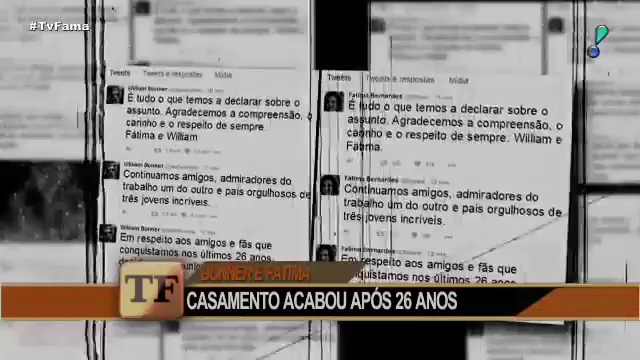 #TvFama
Tweets Tweets e respostas Mídia
William Bonner
É tudo o que temos a declarar sobre o
assunto. Agradecemos a compreensão, o
carinho e o respeito de sempre.
Fátima e William
William Bonner
Continuamos amigos, admiradores do
trabalho um do outro e pais orgulhosos de
três jovens incríveis.
William Bonner
Em respeito aos amigos e fãs que
conquistamos nos últimos 26 anos,
Tweets Tweets e respostas Mídia
Fátima Bernardes
É tudo o que temos a declarar sobre o
assunto. Agradecemos a compreensão, o
carinho e o respeito de sempre. William e
Fátima.
Fátima Bernardes
Continuamos amigos, admiradores do
trabalho um do outro e pais orgulhosos de
três jovens incríveis.
Fátima Bernardes
Em respeito aos amigos e fãs que
conquistamos nos últimos 26 anos,
BONNER E FÁTIMA
TF
CASAMENTO ACABOU APÓS 26 ANOS